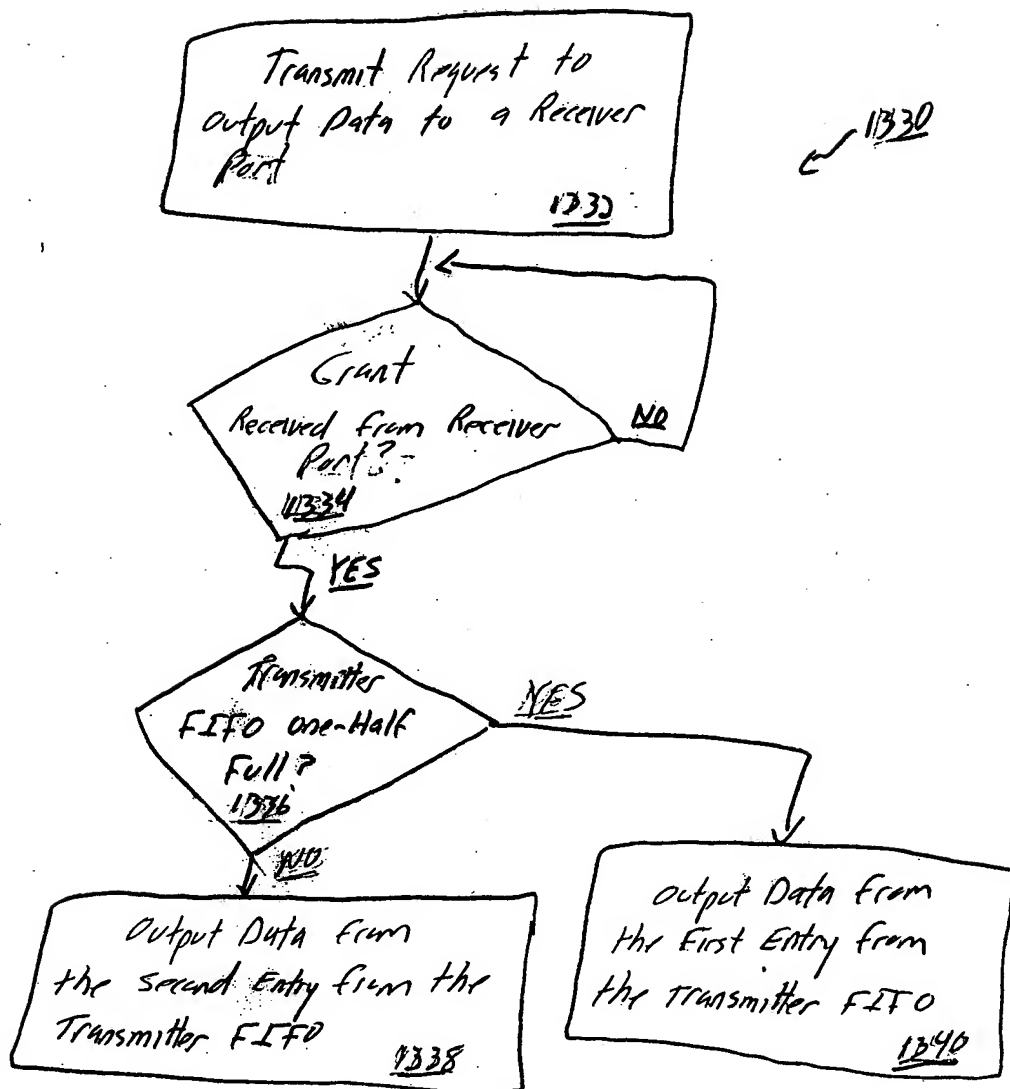 Transmit Request to
Output Data to a Receiver
Port
1332
1330
Grant
Received from Receiver
Port?
1334
NO
YES
Transmitter
FIFO One-Half
Full?
1336
YES
NO
Output Data from
the Second Entry from the
Transmitter FIFO
1338
Output Data from
the First Entry from
the Transmitter FIFO
1340